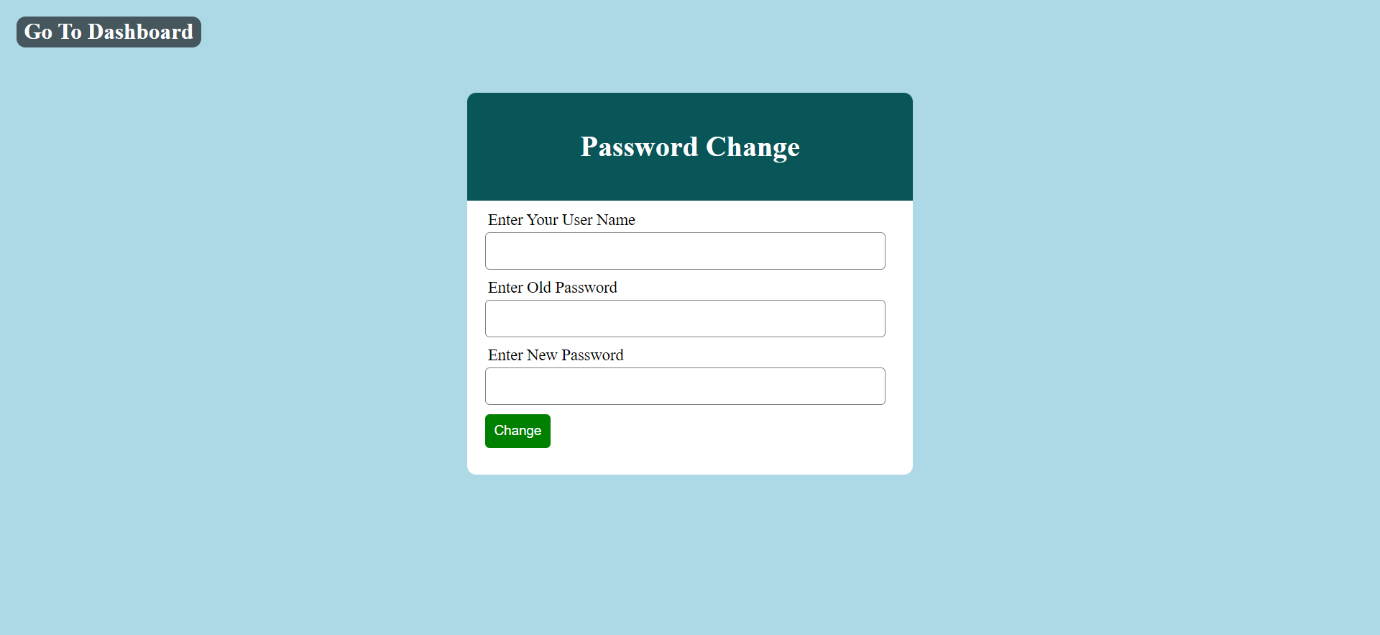 Go To Dashboard
Password Change
Enter Your User Name
Enter Old Password
Enter New Password
Change